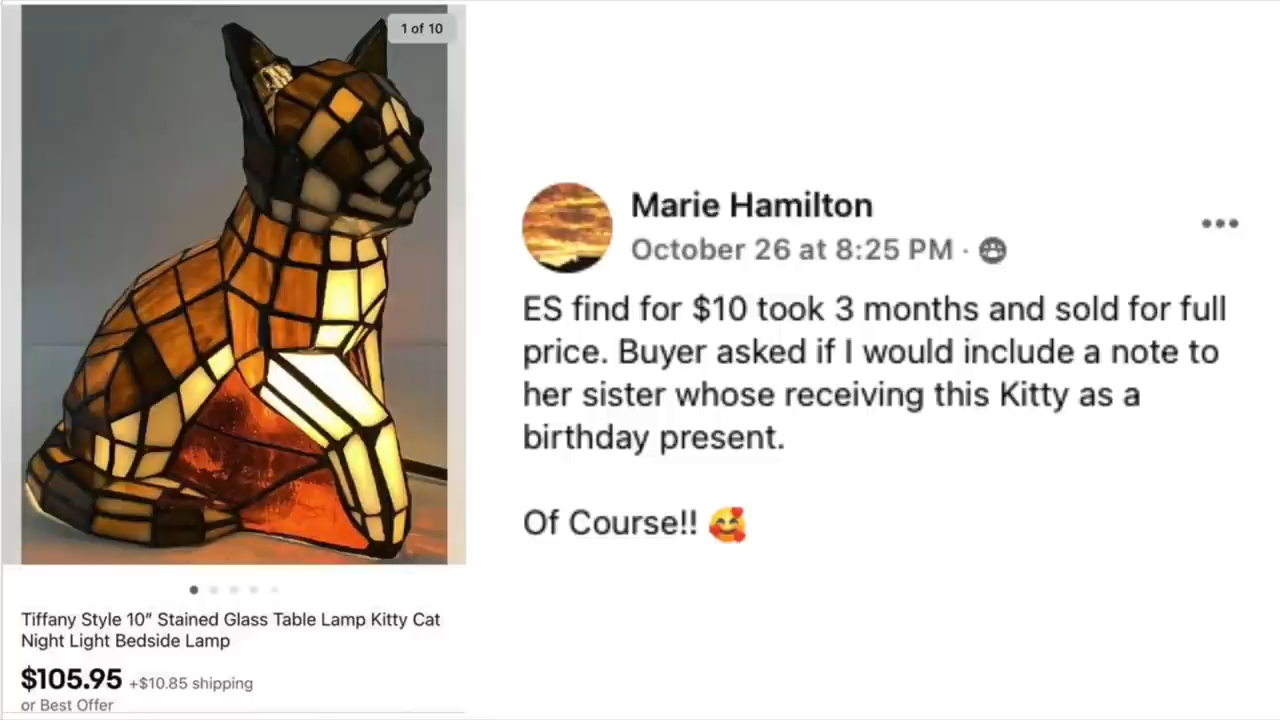 1 of 10
Tiffany Style 10” Stained Glass Table Lamp Kitty Cat
Night Light Bedside Lamp
$105.95 +$10.85 shipping
or Best Offer
Marie Hamilton
October 26 at 8:25 PM ·
ES find for $10 took 3 months and sold for full
price. Buyer asked if I would include a note to
her sister whose receiving this Kitty as a
birthday present.
Of Course!! 🥰